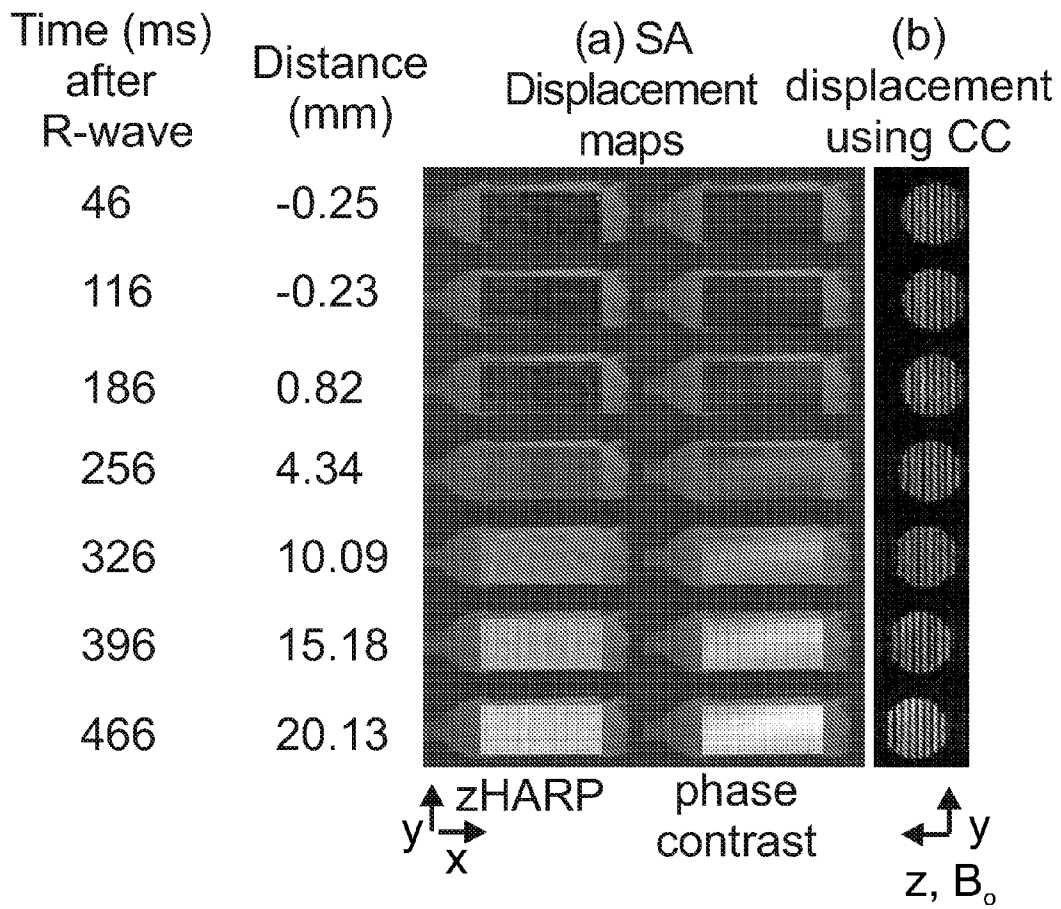 Time (ms)
after
R-wave
Distance
(mm)
(a) SA
Displacement
maps
(b)
displacement
using CC
46 -0.25
116 -0.23
186 0.82
256 4.34
326 10.09
396 15.18
466 20.13
zHARP
phase
contrast
y
x
y
z, Bo